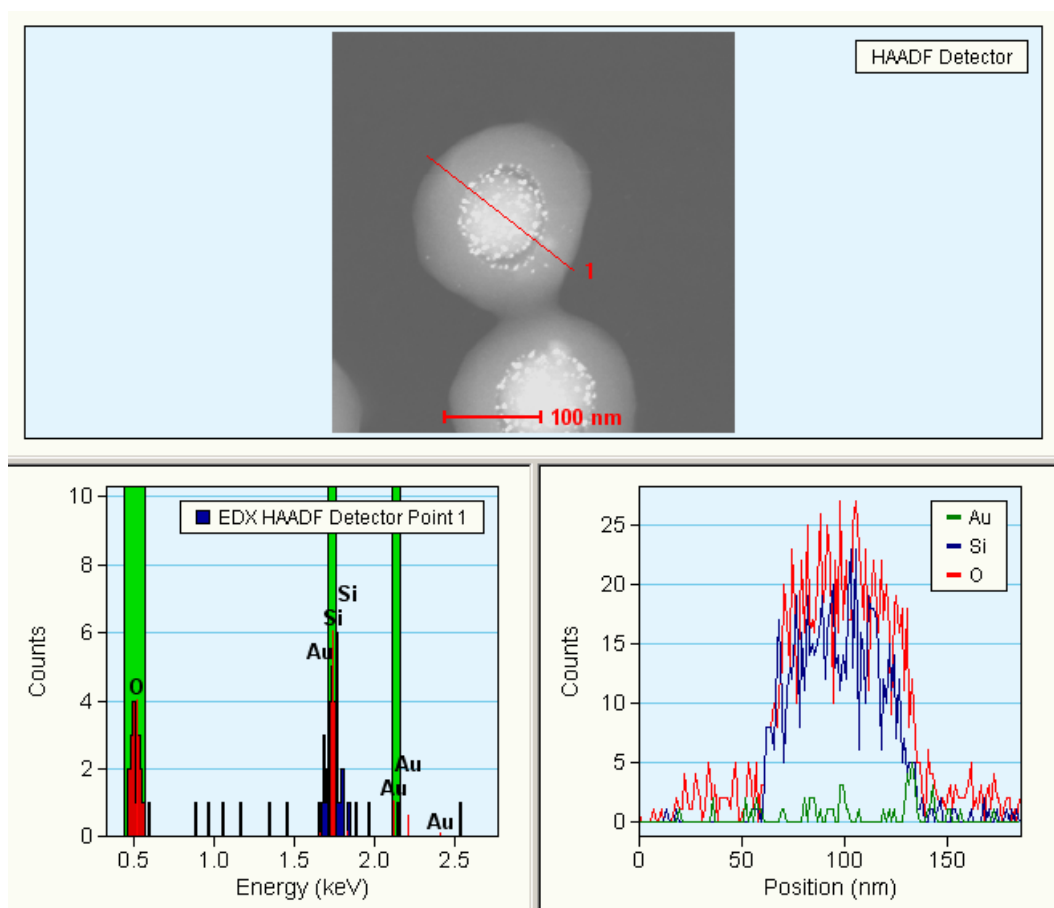 HAADF Detector
1
100 nm
10
8
6
4
2
0
Counts
EDX HAADF Detector Point 1
O
Si
Si
Au
Au
Au
Au
0.5 1.0 1.5 2.0 2.5
Energy (keV)
25
20
15
10
5
0
Counts
Au
Si
O
0 50 100 150
Position (nm)